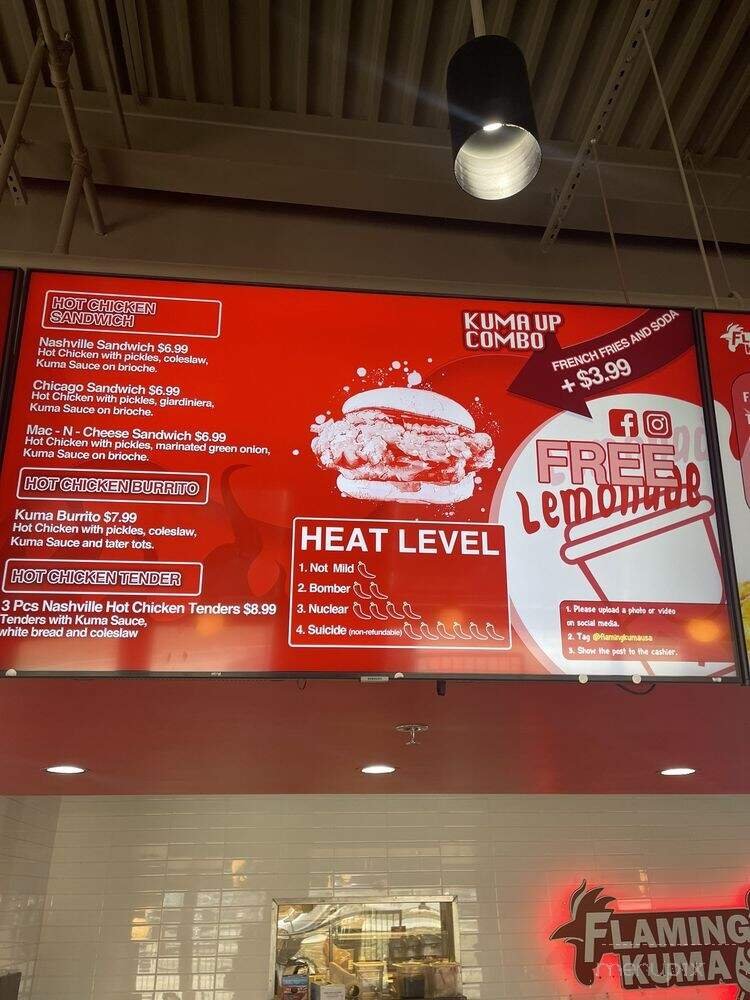 HOT CHICKEN
SANDWICH
Nashville Sandwich $6.99
Hot Chicken with pickles, coleslaw,
Kuma Sauce on brioche.
Chicago Sandwich $6.99
Hot Chicken with pickles, giardiniera,
Kuma Sauce on brioche.
Mac - N - Cheese Sandwich $6.99
Hot Chicken with pickles, marinated green onion,
Kuma Sauce on brioche.
HOT CHICKEN BURRITO
Kuma Burrito $7.99
Hot Chicken with pickles, coleslaw,
Kuma Sauce and tater tots.
HOT CHICKEN TENDER
3 Pcs Nashville Hot Chicken Tenders $8.99
Tenders with Kuma Sauce,
white bread and coleslaw
KUMA UP
COMBO
FRENCH FRIES AND SODA
+ $3.99
HEAT LEVEL
1. Not Mild
2. Bomber
3. Nuclear
4. Suicide (non-refundable)
FREE
Lemonade
1. Please upload a photo or video
on social media.
2. Tag @flamingkumausa
3. Show the post to the cashier.
FLAMING
KUMA
menupix